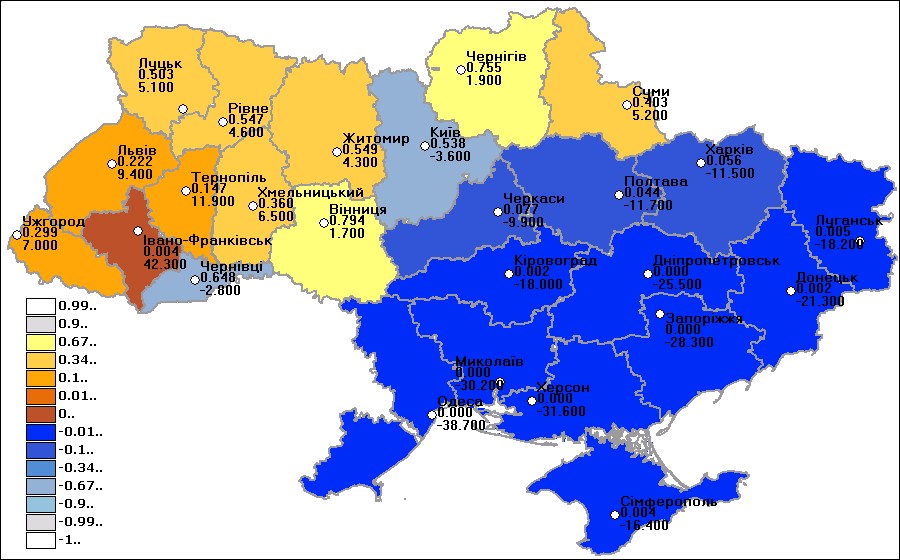 Чернігів
0.755
1.900
Луцьк
0.503
5.100
Суми
0.403
5.200
Рівне
0.547
4.600
Житомир
0.549
4.300
Київ
0.538
-3.600
Харків
0.056
-11.500
Львів
0.222
9.400
Тернопіль
0.147
11.900
Хмельницький
0.360
6.500
Вінниця
0.794
1.700
Полтава
0.044
-11.700
Черкаси
0.077
-9.900
Ужгород
0.299
7.000
Луганськ
0.005
-18.200
Івано-Франківськ
0.004
42.300
Чернівці
0.648
-2.800
Кіровоград
0.002
-18.000
Дніпропетровськ
0.000
-25.500
Донецьк
0.002
-21.300
Запоріжжя
0.000
-28.300
Миколаїв
0.000
-30.200
Херсон
0.000
-31.600
Одеса
0.000
-38.700
Сімферополь
0.004
-16.400
0.99..
0.9..
0.67..
0.34..
0.1..
0.01..
0..
-0.01..
-0.1..
-0.34..
-0.67..
-0.9..
-0.99..
-1..